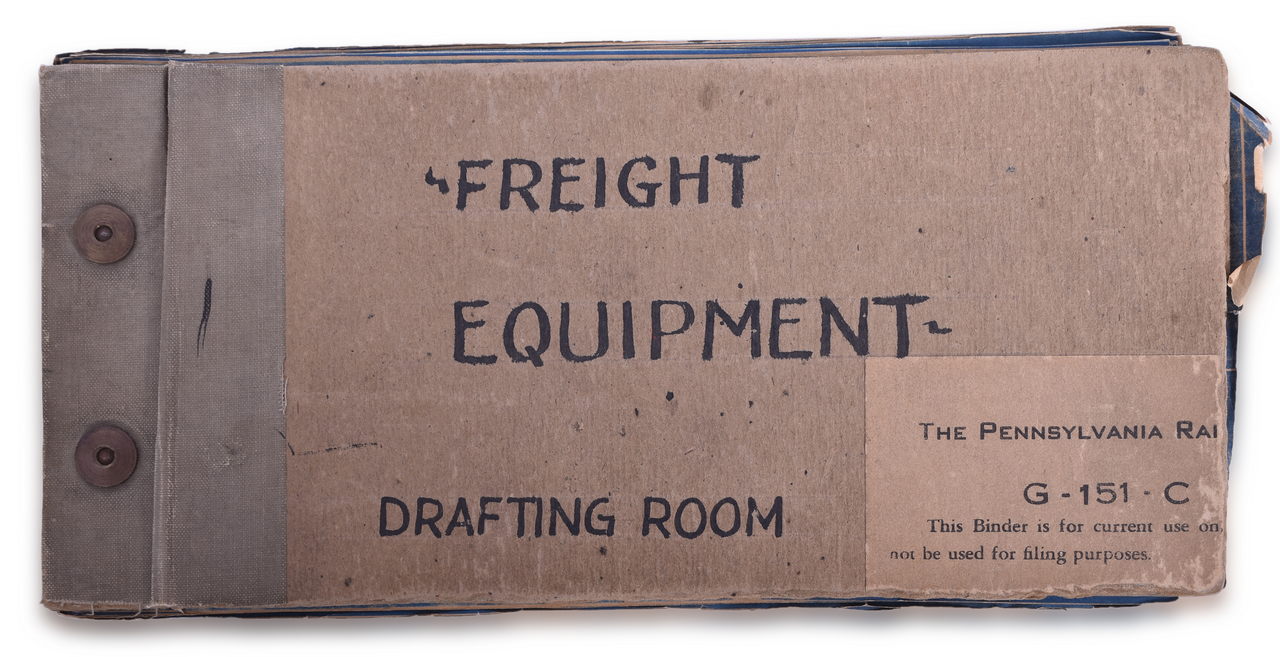 FREIGHT
EQUIPMENT
DRAFTING ROOM
THE PENNSYLVANIA RAI
G-151-C
This Binder is for current use on
not be used for filing purposes.